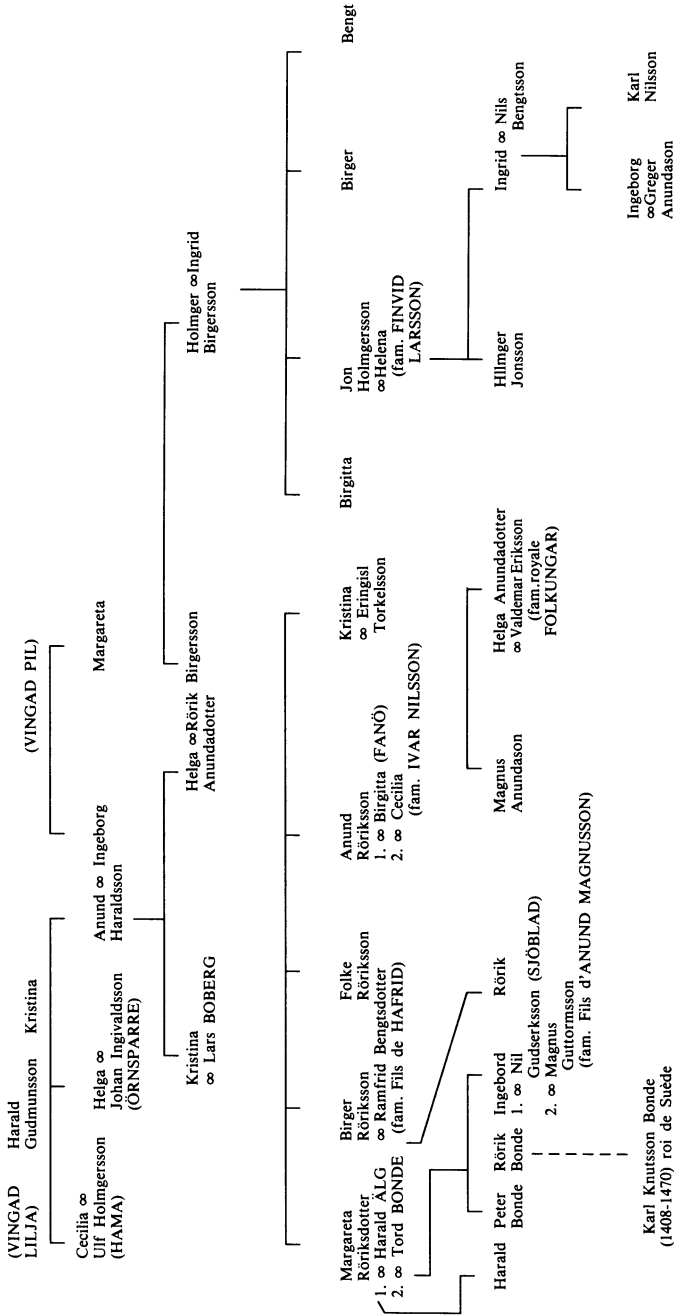 (VINGAD
LILJA)
Harald
Gudmunsson
Kristina
(VINGAD PIL)
Cecilia ∞
Ulf Holmgersson
(HAMA)
Helga ∞
Johan Ingivaldsson
(ÖRNSPARRE)
Anund ∞ Ingeborg
Haraldsson
Margareta
Kristina
∞ Lars BOBERG
Helga ∞Rörik Birgersson
Anundadotter
Holmger ∞Ingrid
Birgersson
Margareta
Röriksdotter
1. ∞ Harald ÄLG
2. ∞ Tord BONDE
Birger
Röriksson
∞ Ramfrid Bengtsdotter
(fam. Fils de HAFRID)
Folke
Röriksson
Anund
Röriksson
1. ∞ Birgitta (FANÖ)
2. ∞ Cecilia
(fam. IVAR NILSSON)
Kristina
∞ Eringisl
Torkelsson
Birgitta
Jon
Holmgersson
∞Helena
(fam. FINVID
LARSSON)
Birger
Bengt
Harald
Peter
Bonde
Rörik
Bonde
Ingebord
1. ∞ Nil
Gudserksson (SJÖBLAD)
2. ∞ Magnus
Guttormsson
(fam. Fils d'ANUND MAGNUSSON)
Rörik
Magnus
Anundason
Helga Anundadotter
∞ Valdemar Eriksson
(fam.royale
FOLKUNGAR)
Hllmger
Jonsson
Ingrid ∞ Nils
Bengtsson
Karl Knutsson Bonde
(1408-1470) roi de Suède
Ingeborg
∞Greger
Anundason
Karl
Nilsson